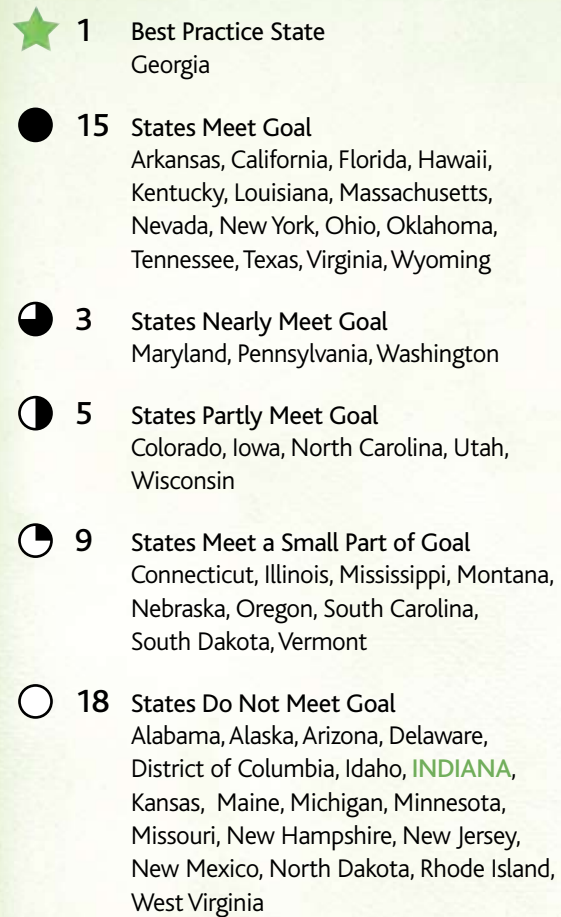 1 Best Practice State
Georgia
15 States Meet Goal
Arkansas, California, Florida, Hawaii,
Kentucky, Louisiana, Massachusetts,
Nevada, New York, Ohio, Oklahoma,
Tennessee, Texas, Virginia, Wyoming
3 States Nearly Meet Goal
Maryland, Pennsylvania, Washington
5 States Partly Meet Goal
Colorado, Iowa, North Carolina, Utah,
Wisconsin
9 States Meet a Small Part of Goal
Connecticut, Illinois, Mississippi, Montana,
Nebraska, Oregon, South Carolina,
South Dakota, Vermont
18 States Do Not Meet Goal
Alabama, Alaska, Arizona, Delaware,
District of Columbia, Idaho, INDIANA,
Kansas, Maine, Michigan, Minnesota,
Missouri, New Hampshire, New Jersey,
New Mexico, North Dakota, Rhode Island,
West Virginia